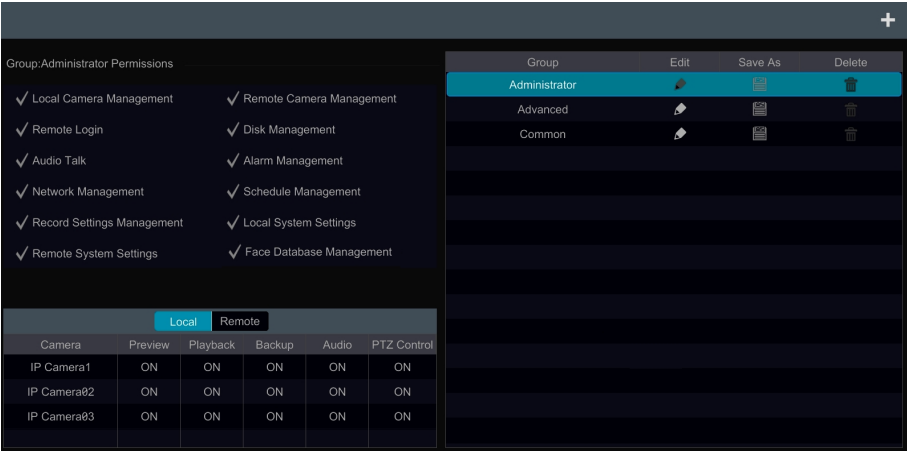 +
Group:Administrator Permissions
Local Camera Management Remote Camera Management
Remote Login Disk Management
Audio Talk Alarm Management
Network Management Schedule Management
Record Settings Management Local System Settings
Remote System Settings Face Database Management
Local Remote
Camera Preview Playback Backup Audio PTZ Control
IP Camera1 ON ON ON ON ON
IP Camera02 ON ON ON ON ON
IP Camera03 ON ON ON ON ON
Group Edit Save As Delete
Administrator
Advanced
Common